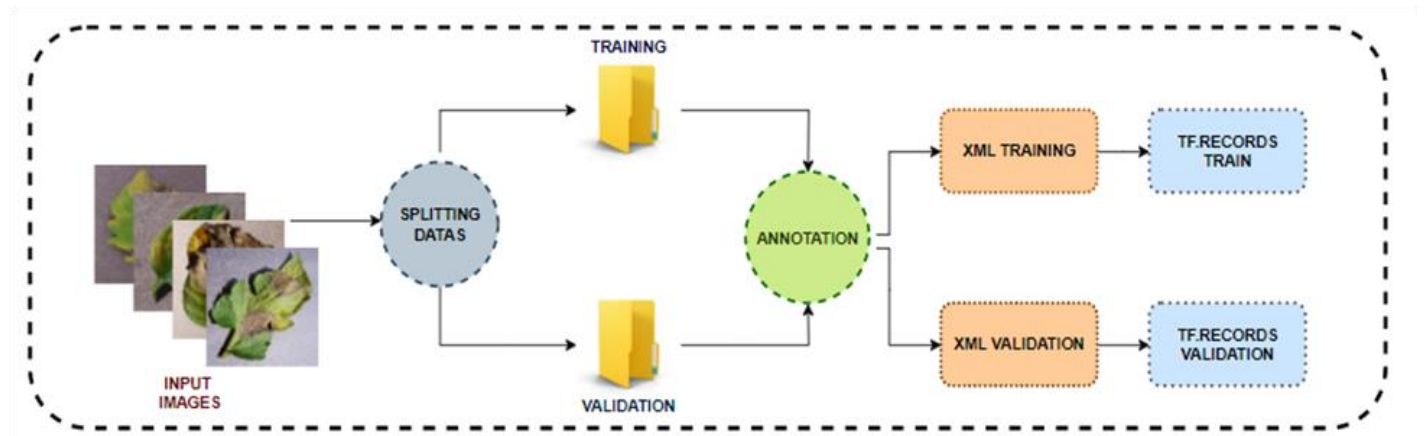 TRAINING
SPLITTING
DATAS
INPUT
IMAGES
VALIDATION
ANNOTATION
XML TRAINING
TF.RECORDS
TRAIN
XML VALIDATION
TF.RECORDS
VALIDATION